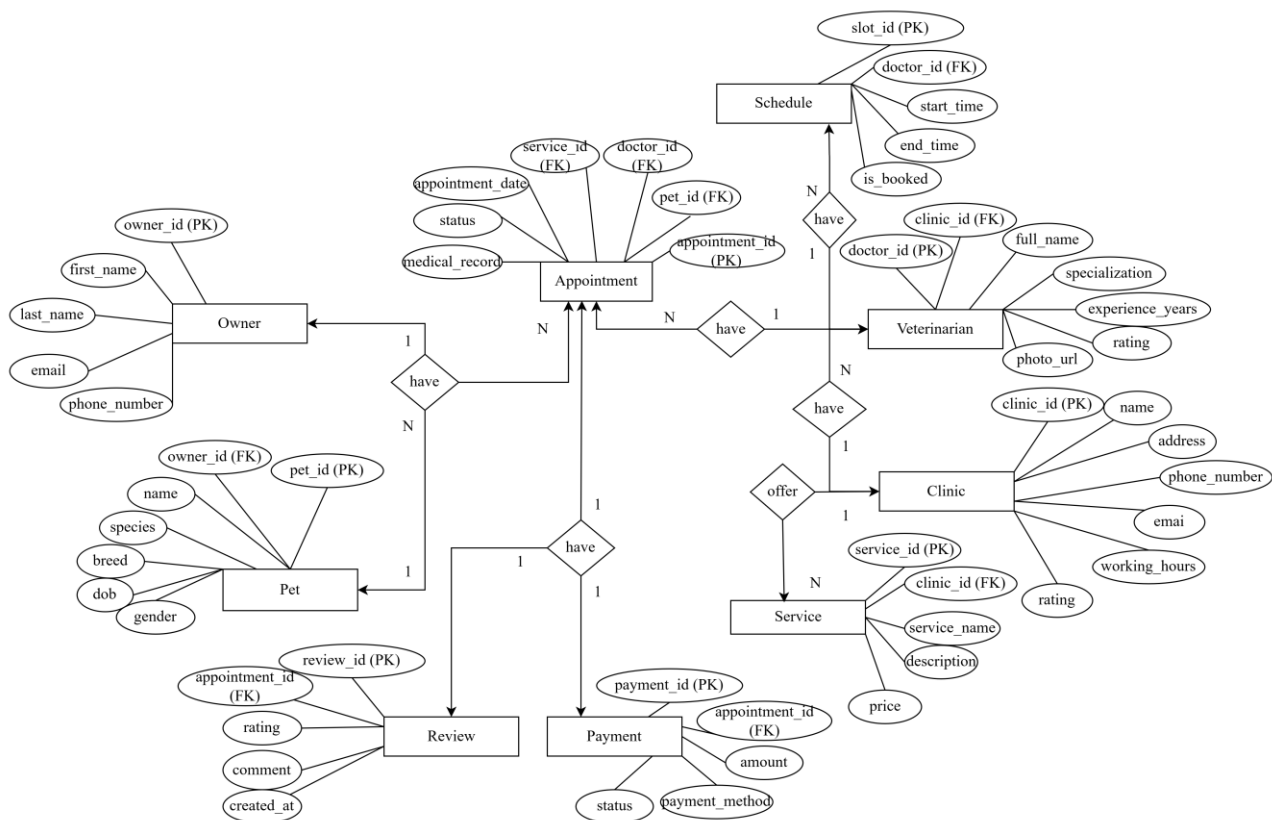 slot_id (PK)
doctor_id (FK)
Schedule
start_time
end_time
is_booked
service_id
(FK)
doctor_id
(FK)
appointment_date
pet_id (FK)
status
appointment_id
(PK)
medical_record
Appointment
N
have
1
clinic_id (FK)
full_name
doctor_id (PK)
specialization
experience_years
Veterinarian
rating
photo_url
owner_id (PK)
first_name
last_name
Owner
email
phone_number
1
have
N
N
1
N
have
1
N
have
1
clinic_id (PK)
name
address
phone_number
Clinic
emai
working_hours
rating
offer
1
N
owner_id (FK)
pet_id (PK)
name
species
breed
dob
gender
Pet
1
have
1
1
service_id (PK)
clinic_id (FK)
Service
service_name
description
price
review_id (PK)
appointment_id
(FK)
rating
Review
comment
created_at
payment_id (PK)
appointment_id
(FK)
Payment
amount
status
payment_method